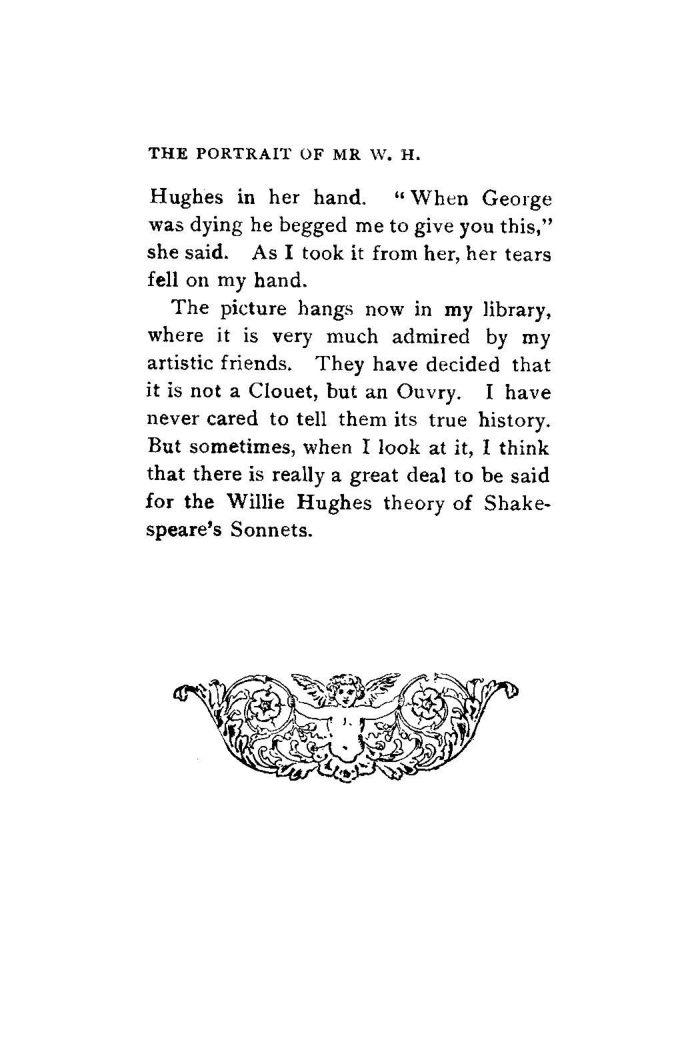 THE PORTRAIT OF MR W. H.
Hughes in her hand. "When George
was dying he begged me to give you this,"
she said. As I took it from her, her tears
fell on my hand.
The picture hangs now in my library,
where it is very much admired by my
artistic friends. They have decided that
it is not a Clouet, but an Ouvry. I have
never cared to tell them its true history.
But sometimes, when I look at it, I think
that there is really a great deal to be said
for the Willie Hughes theory of Shake-
speare's Sonnets.